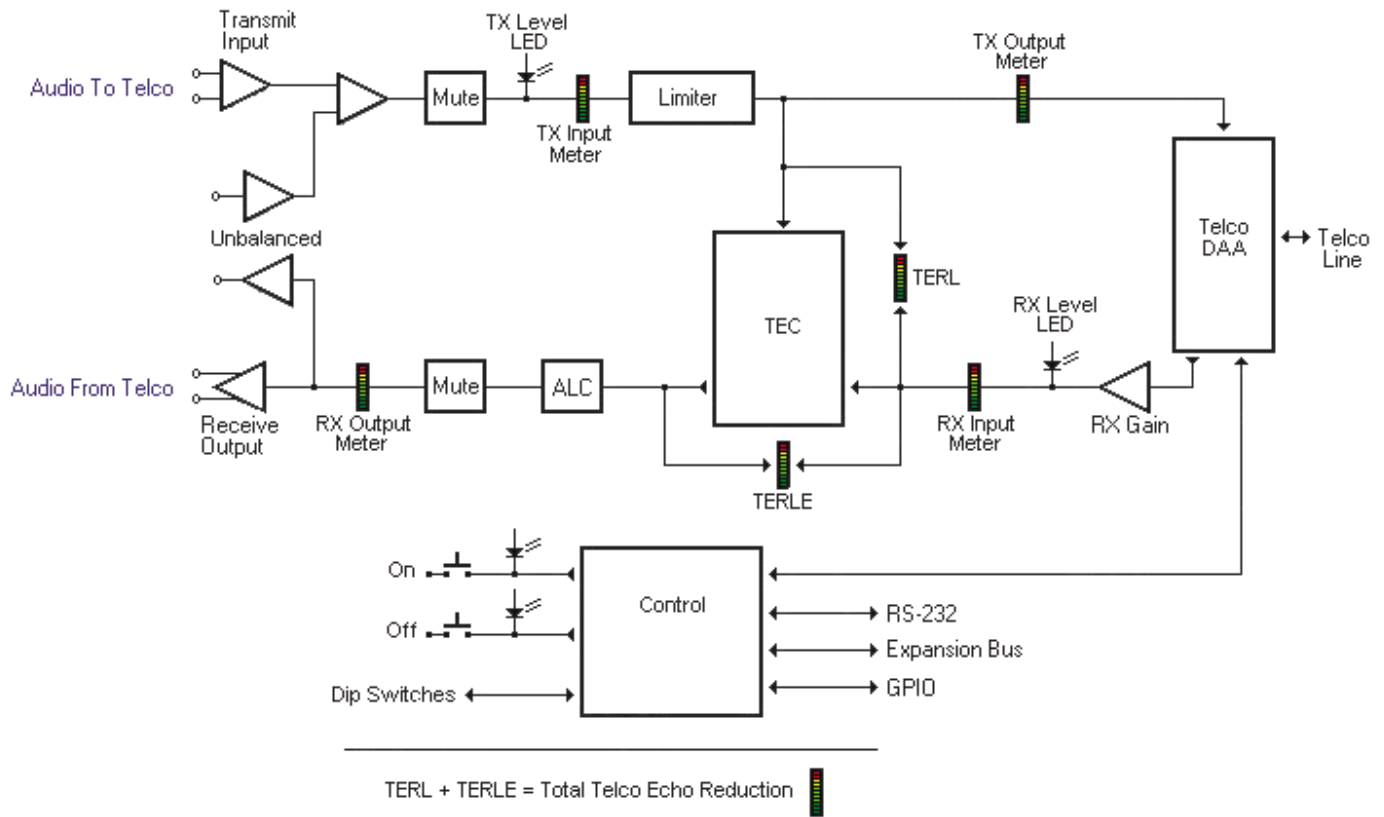 Transmit
Input
TX Level
LED
TX Output
Meter
Audio To Telco
Mute
Limiter
TX Input
Meter
Unbalanced
Telco
DAA
Telco
Line
TEC
TERL
RX Level
LED
Audio From Telco
Mute
ALC
Receive
Output
RX Output
Meter
RX Input
Meter
RX Gain
TERLE
On
Control
RS-232
Off
Expansion Bus
Dip Switches
GPIO
TERL + TERLE = Total Telco Echo Reduction